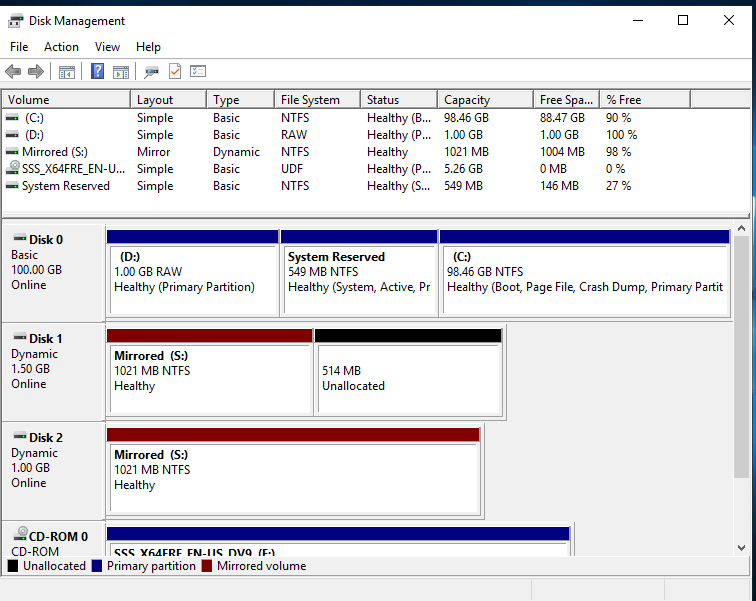 Disk Management
File Action View Help
Volume Layout Type File System Status Capacity Free Spa... % Free
(C:) Simple Basic NTFS Healthy (B... 98.46 GB 88.47 GB 90 %
(D:) Simple Basic RAW Healthy (P... 1.00 GB 1.00 GB 100 %
Mirrored (S:) Mirror Dynamic NTFS Healthy 1021 MB 1004 MB 98 %
SSS_X64FRE_EN-U... Simple Basic UDF Healthy (P... 5.26 GB 0 MB 0 %
System Reserved Simple Basic NTFS Healthy (S... 549 MB 146 MB 27 %
Disk 0
Basic
100.00 GB
Online
(D:)
1.00 GB RAW
Healthy (Primary Partition)
System Reserved
549 MB NTFS
Healthy (System, Active, Pr
(C:)
98.46 GB NTFS
Healthy (Boot, Page File, Crash Dump, Primary Partit
Disk 1
Dynamic
1.50 GB
Online
Mirrored (S:)
1021 MB NTFS
Healthy
514 MB
Unallocated
Disk 2
Dynamic
1.00 GB
Online
Mirrored (S:)
1021 MB NTFS
Healthy
CD-ROM 0
CD-ROM
SSS_X64FRE_EN-US_DV9 (E:)
Unallocated Primary partition Mirrored volume